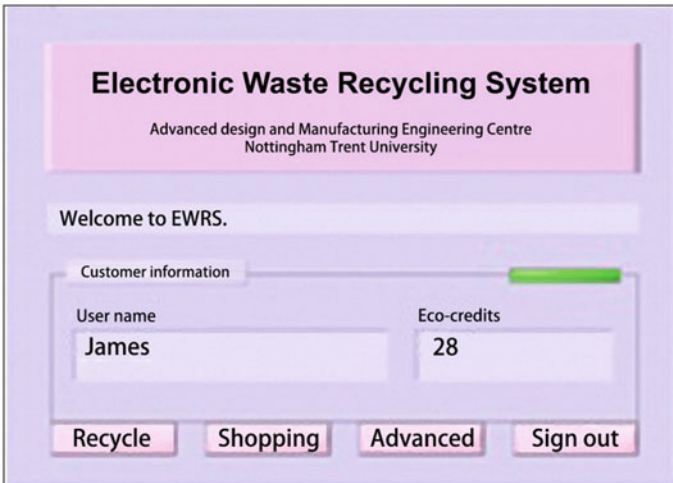 Electronic Waste Recycling System
Advanced design and Manufacturing Engineering Centre
Nottingham Trent University
Welcome to EWRS.
Customer information
User name
Eco-credits
James
28
Recycle
Shopping
Advanced
Sign out